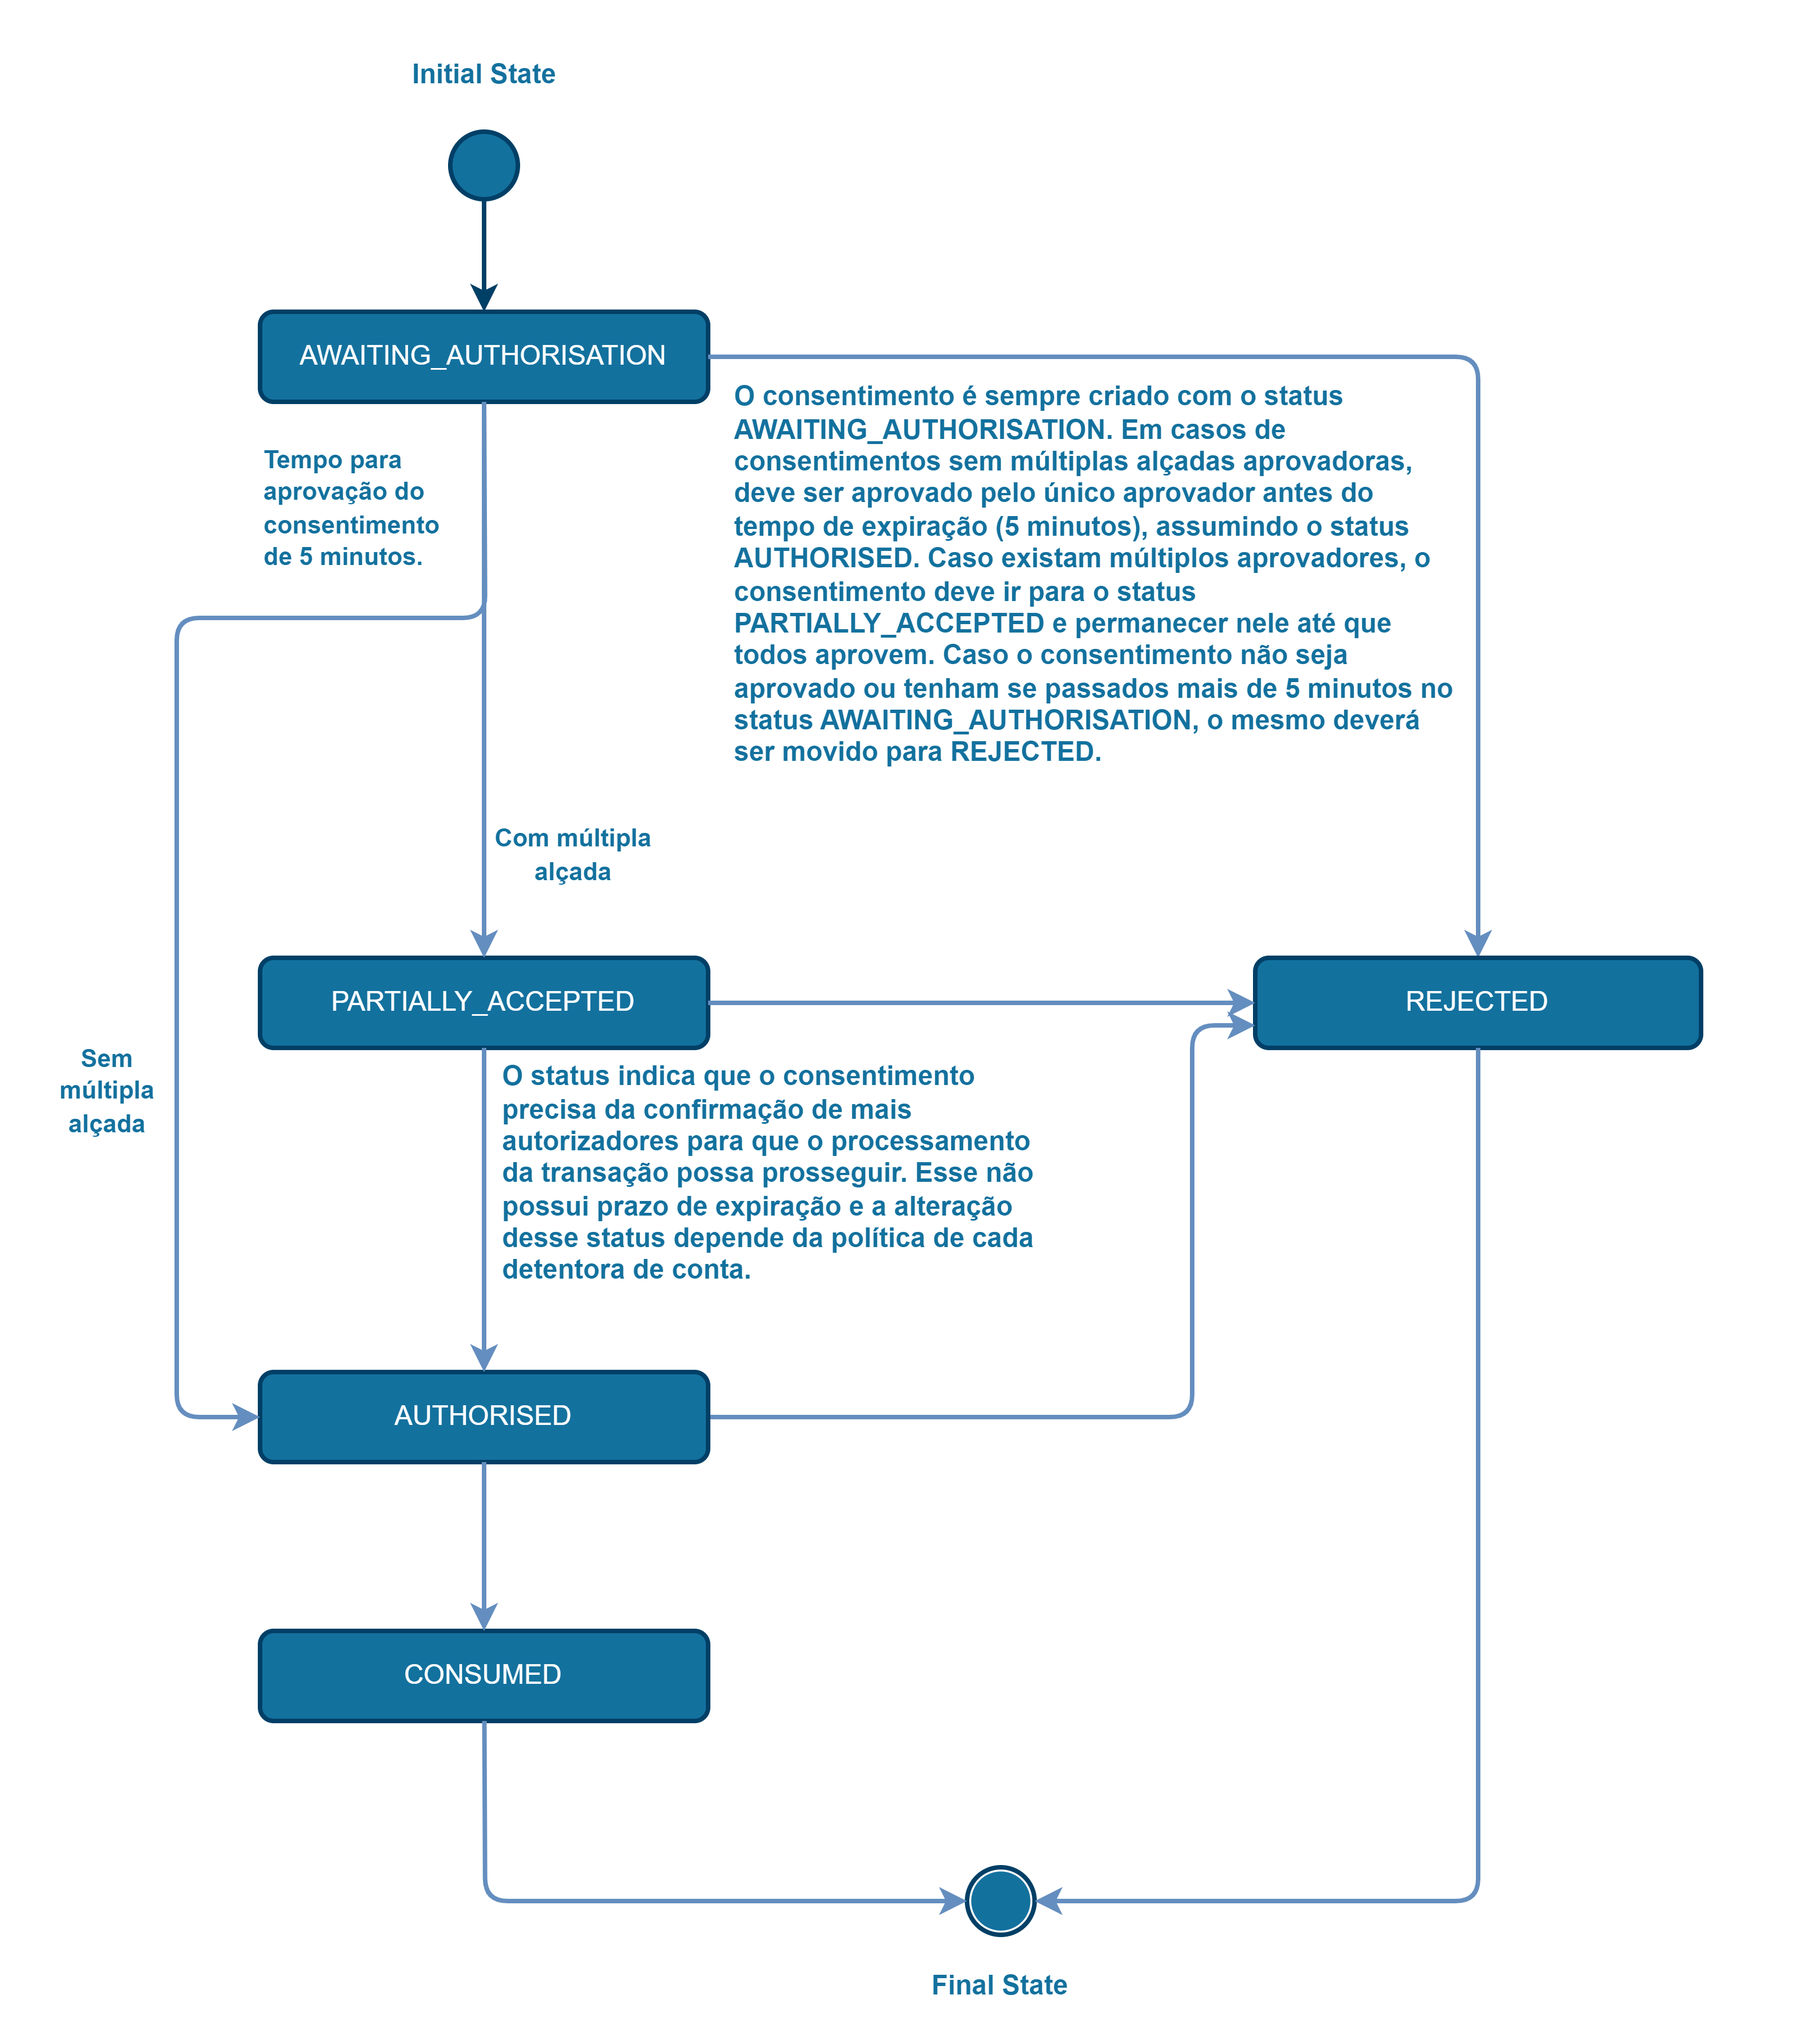 Initial State
AWAITING_AUTHORISATION
O consentimento é sempre criado com o status
AWAITING_AUTHORISATION. Em casos de
consentimentos sem múltiplas alçadas aprovadoras,
deve ser aprovado pelo único aprovador antes do
tempo de expiração (5 minutos), assumindo o status
AUTHORISED. Caso existam múltiplos aprovadores, o
consentimento deve ir para o status
PARTIALLY_ACCEPTED e permanecer nele até que
todos aprovem. Caso o consentimento não seja
aprovado ou tenham se passados mais de 5 minutos no
status AWAITING_AUTHORISATION, o mesmo deverá
ser movido para REJECTED.
Tempo para
aprovação do
consentimento
de 5 minutos.
Com múltipla
alçada
PARTIALLY_ACCEPTED
REJECTED
Sem
múltipla
alçada
O status indica que o consentimento
precisa da confirmação de mais
autorizadores para que o processamento
da transação possa prosseguir. Esse não
possui prazo de expiração e a alteração
desse status depende da política de cada
detentora de conta.
AUTHORISED
CONSUMED
Final State